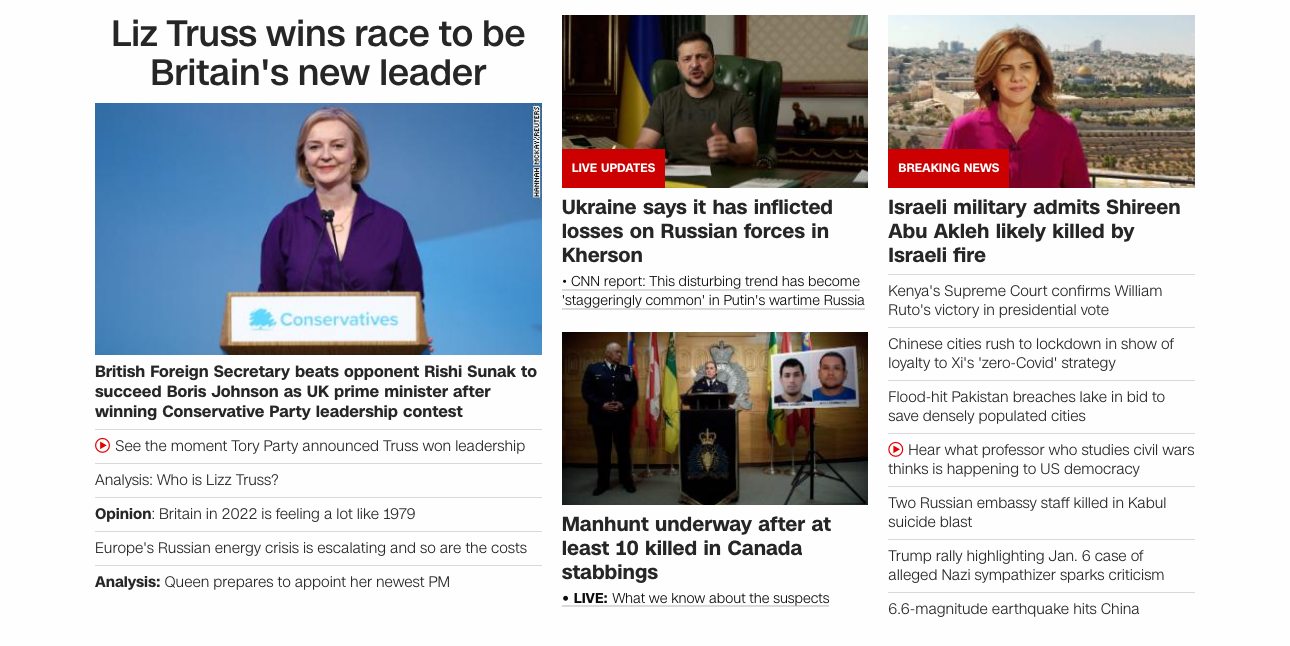 Liz Truss wins race to be
Britain's new leader
HANNAH MCKAY/REUTERS
Conservatives
British Foreign Secretary beats opponent Rishi Sunak to
succeed Boris Johnson as UK prime minister after
winning Conservative Party leadership contest
See the moment Tory Party announced Truss won leadership
Analysis: Who is Lizz Truss?
Opinion: Britain in 2022 is feeling a lot like 1979
Europe's Russian energy crisis is escalating and so are the costs
Analysis: Queen prepares to appoint her newest PM
LIVE UPDATES
Ukraine says it has inflicted
losses on Russian forces in
Kherson
• CNN report: This disturbing trend has become
'staggeringly common' in Putin's wartime Russia
Manhunt underway after at
least 10 killed in Canada
stabbings
• LIVE: What we know about the suspects
BREAKING NEWS
Israeli military admits Shireen
Abu Akleh likely killed by
Israeli fire
Kenya's Supreme Court confirms William
Ruto's victory in presidential vote
Chinese cities rush to lockdown in show of
loyalty to Xi's 'zero-Covid' strategy
Flood-hit Pakistan breaches lake in bid to
save densely populated cities
Hear what professor who studies civil wars
thinks is happening to US democracy
Two Russian embassy staff killed in Kabul
suicide blast
Trump rally highlighting Jan. 6 case of
alleged Nazi sympathizer sparks criticism
6.6-magnitude earthquake hits China